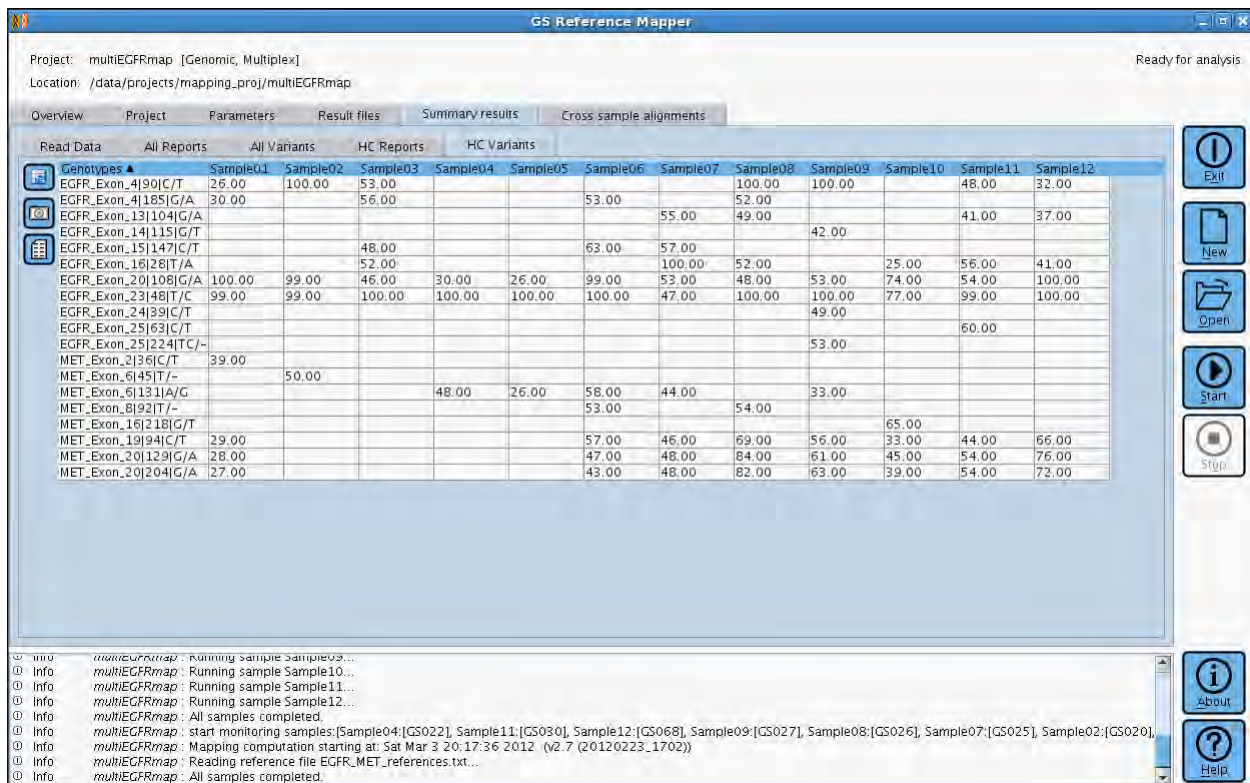 GS Reference Mapper
Project: multiEGFRmap [Genomic, Multiplex]
Ready for analysis
Location: /data/projects/mapping_proj/multiEGFRmap
Overview Project Parameters Result files Summary results Cross sample alignments
Read Data All Reports All Variants HC Reports HC Variants
Genotypes ▲ Sample01 Sample02 Sample03 Sample04 Sample05 Sample06 Sample07 Sample08 Sample09 Sample10 Sample11 Sample12
EGFR_Exon_4|90|C/T 26.00 100.00 53.00 100.00 100.00 48.00 32.00
EGFR_Exon_4|185|G/A 30.00 56.00 53.00 52.00
EGFR_Exon_13|104|G/A 55.00 49.00 41.00 37.00
EGFR_Exon_14|115|G/T 42.00
EGFR_Exon_15|147|C/T 48.00 63.00 57.00
EGFR_Exon_16|28|T/A 52.00 100.00 52.00 25.00 56.00 41.00
EGFR_Exon_20|108|G/A 100.00 99.00 46.00 30.00 26.00 99.00 53.00 48.00 53.00 74.00 54.00 100.00
EGFR_Exon_23|48|T/C 99.00 99.00 100.00 100.00 100.00 100.00 47.00 100.00 100.00 77.00 99.00 100.00
EGFR_Exon_24|39|C/T 49.00
EGFR_Exon_25|63|C/T 60.00
EGFR_Exon_25|224|TC/- 53.00
MET_Exon_2|36|C/T 39.00
MET_Exon_6|45|T/- 50.00
MET_Exon_6|131|A/G 48.00 26.00 58.00 44.00 33.00
MET_Exon_8|92|T/- 53.00 54.00
MET_Exon_16|218|G/T 65.00
MET_Exon_19|94|C/T 29.00 57.00 46.00 69.00 56.00 33.00 44.00 66.00
MET_Exon_20|129|G/A 28.00 47.00 48.00 84.00 61.00 45.00 54.00 76.00
MET_Exon_20|204|G/A 27.00 43.00 48.00 82.00 63.00 39.00 54.00 72.00
Exit
New
Open
Start
Stop
About
Help
Info multiEGFRmap : Running sample Sample09...
Info multiEGFRmap : Running sample Sample10...
Info multiEGFRmap : Running sample Sample11...
Info multiEGFRmap : Running sample Sample12...
Info multiEGFRmap : All samples completed.
Info multiEGFRmap : start monitoring samples:[Sample04:[GS022], Sample11:[GS030], Sample12:[GS068], Sample09:[GS027], Sample08:[GS026], Sample07:[GS025], Sample02:[GS020],
Info multiEGFRmap : Mapping computation starting at: Sat Mar 3 20:17:36 2012 (v2.7 (20120223_1702))
Info multiEGFRmap : Reading reference file EGFR_MET_references.txt...
Info multiEGFRmap : All samples completed.